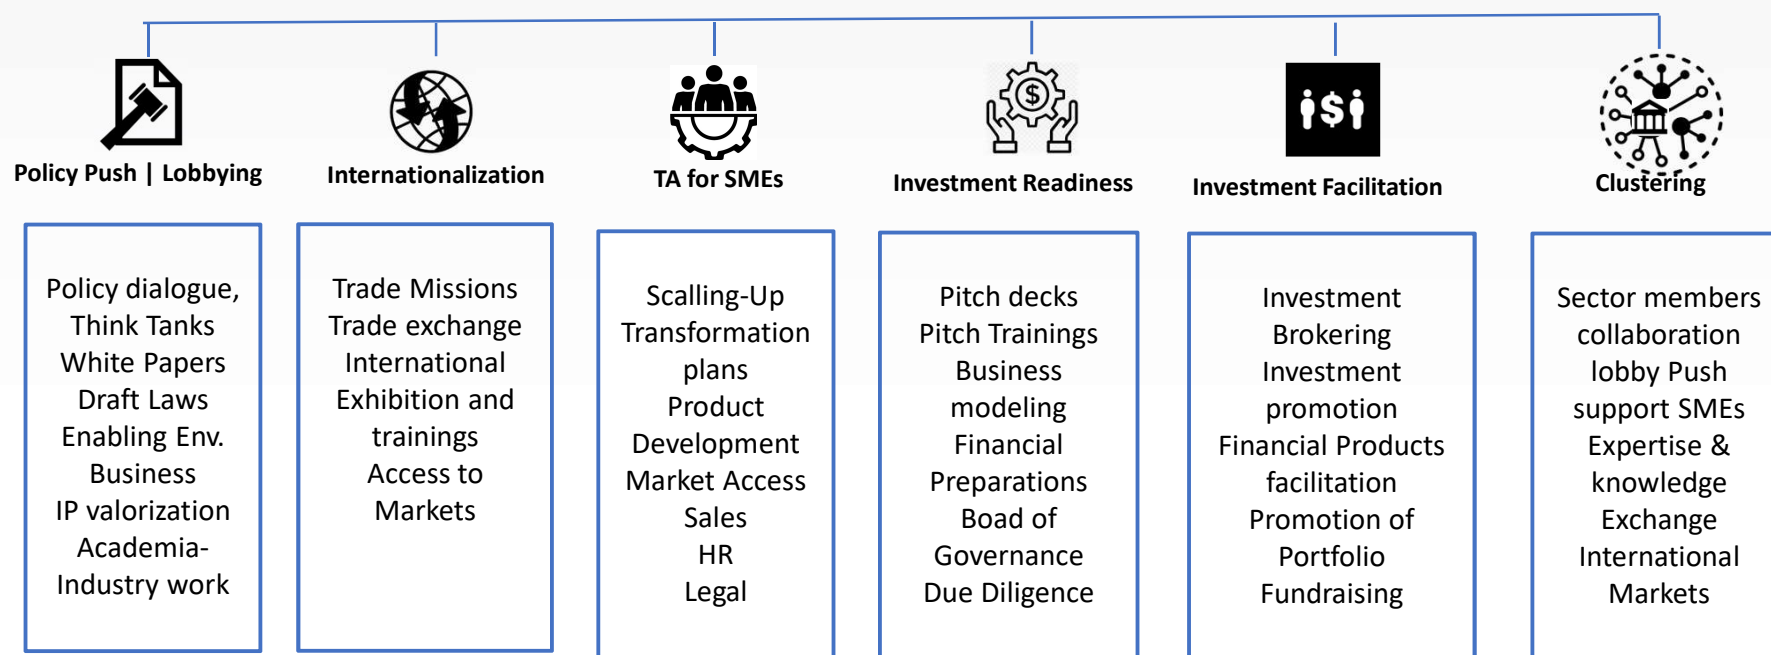 Policy Push | Lobbying
Policy dialogue,
Think Tanks
White Papers
Draft Laws
Enabling Env.
Business
IP valorization
Academia-
Industry work
Internationalization
Trade Missions
Trade exchange
International
Exhibition and
trainings
Access to
Markets
TA for SMEs
Scalling-Up
Transformation
plans
Product
Development
Market Access
Sales
HR
Legal
$
Investment Readiness
Pitch decks
Pitch Trainings
Business
modeling
Financial
Preparations
Boad of
Governance
Due Diligence
$
Investment Facilitation
Investment
Brokering
Investment
promotion
Financial Products
facilitation
Promotion of
Portfolio
Fundraising
Clustering
Sector members
collaboration
lobby Push
support SMEs
Expertise &
knowledge
Exchange
International
Markets